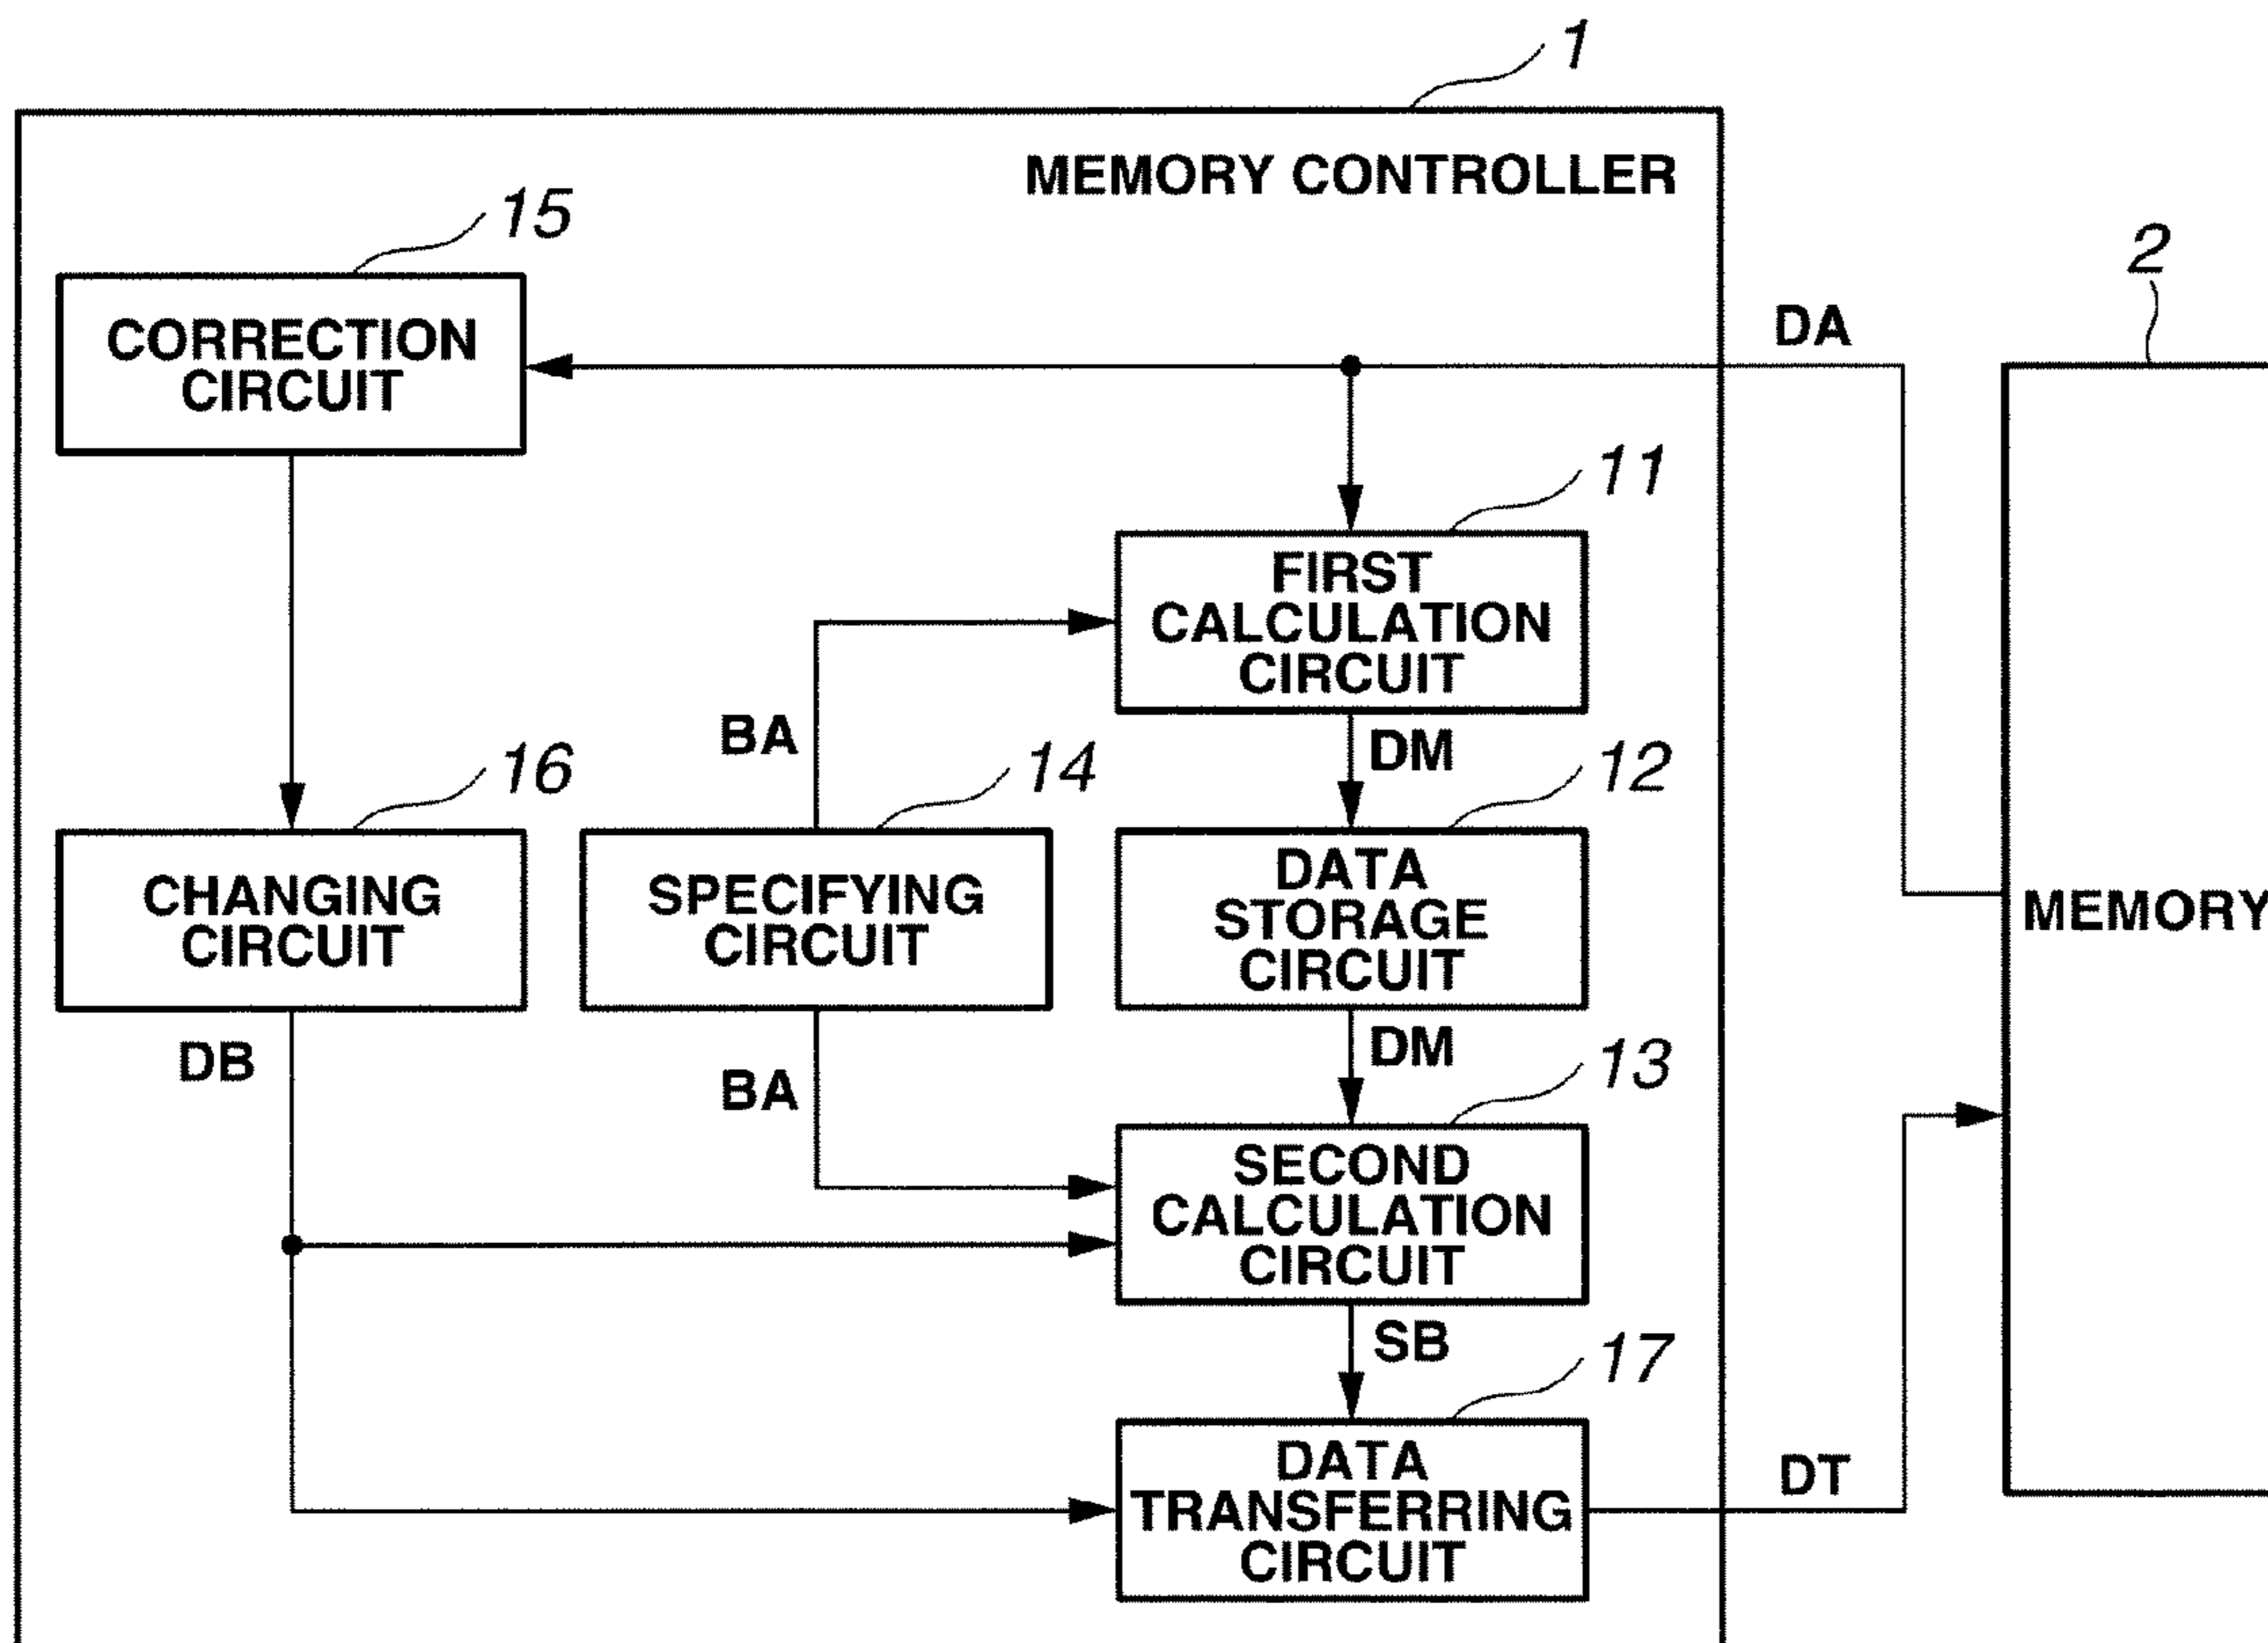 1
MEMORY CONTROLLER
15
2
CORRECTION
CIRCUIT
DA
11
FIRST
CALCULATION
CIRCUIT
BA
DM
16
14
12
CHANGING
CIRCUIT
SPECIFYING
CIRCUIT
DATA
STORAGE
CIRCUIT
MEMORY
DB
BA
DM
13
SECOND
CALCULATION
CIRCUIT
SB
17
DATA
TRANSFERRING
CIRCUIT
DT